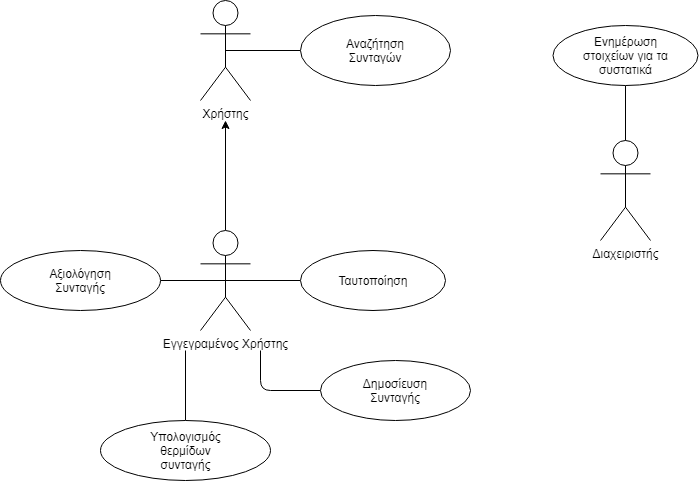 Αναζήτηση
Συνταγών
Ενημέρωση
στοιχείων για τα
συστατικά
Χρήστης
Διαχειριστής
Αξιολόγηση
Συνταγής
Ταυτοποίηση
Εγγεγραμένος Χρήστης
Δημοσίευση
Συνταγής
Υπολογισμός
θερμίδων
συνταγής